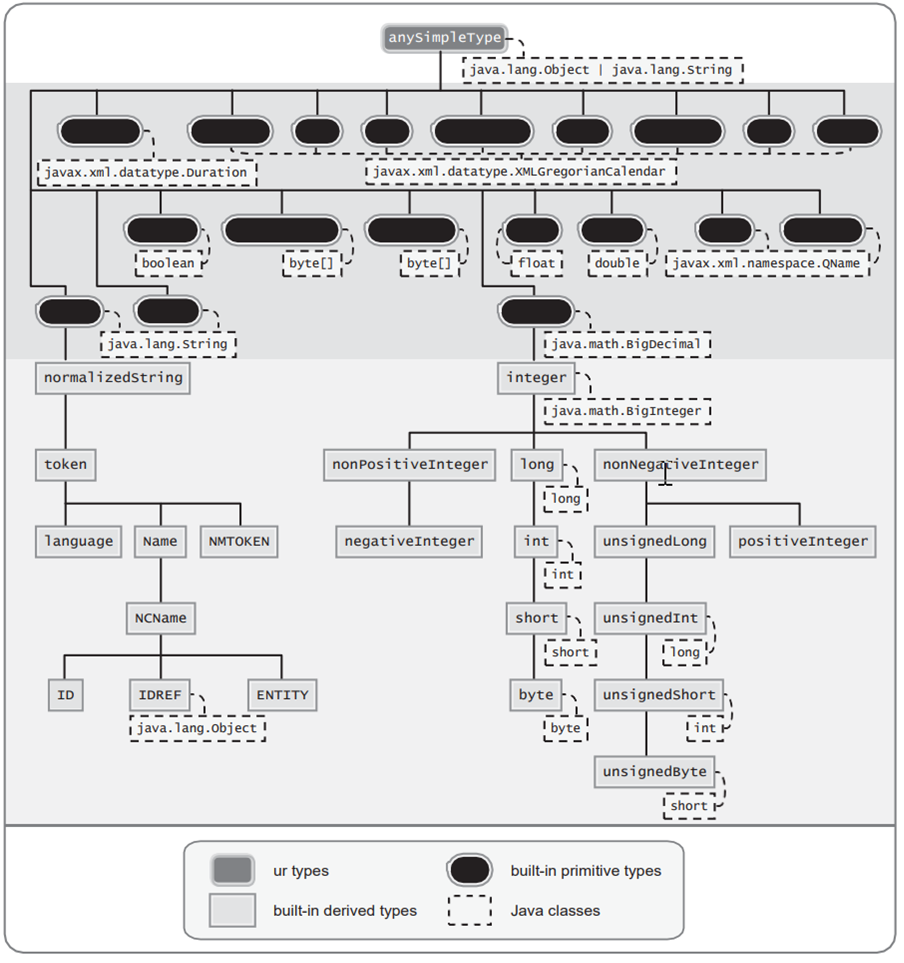 anySimpleType
java.lang.Object | java.lang.String
javax.xml.datatype.Duration
javax.xml.datatype.XMLGregorianCalendar
boolean
byte[]
byte[]
float
double
javax.xml.namespace.QName
java.lang.String
java.math.BigDecimal
normalizedString
integer
java.math.BigInteger
token
nonPositiveInteger
long
nonNegativeInteger
long
language
Name
NMTOKEN
negativeInteger
int
unsignedLong
positiveInteger
int
NCName
short
unsignedInt
short
long
ID
IDREF
ENTITY
byte
unsignedShort
java.lang.Object
byte
int
unsignedByte
short
ur types
built-in primitive types
built-in derived types
Java classes